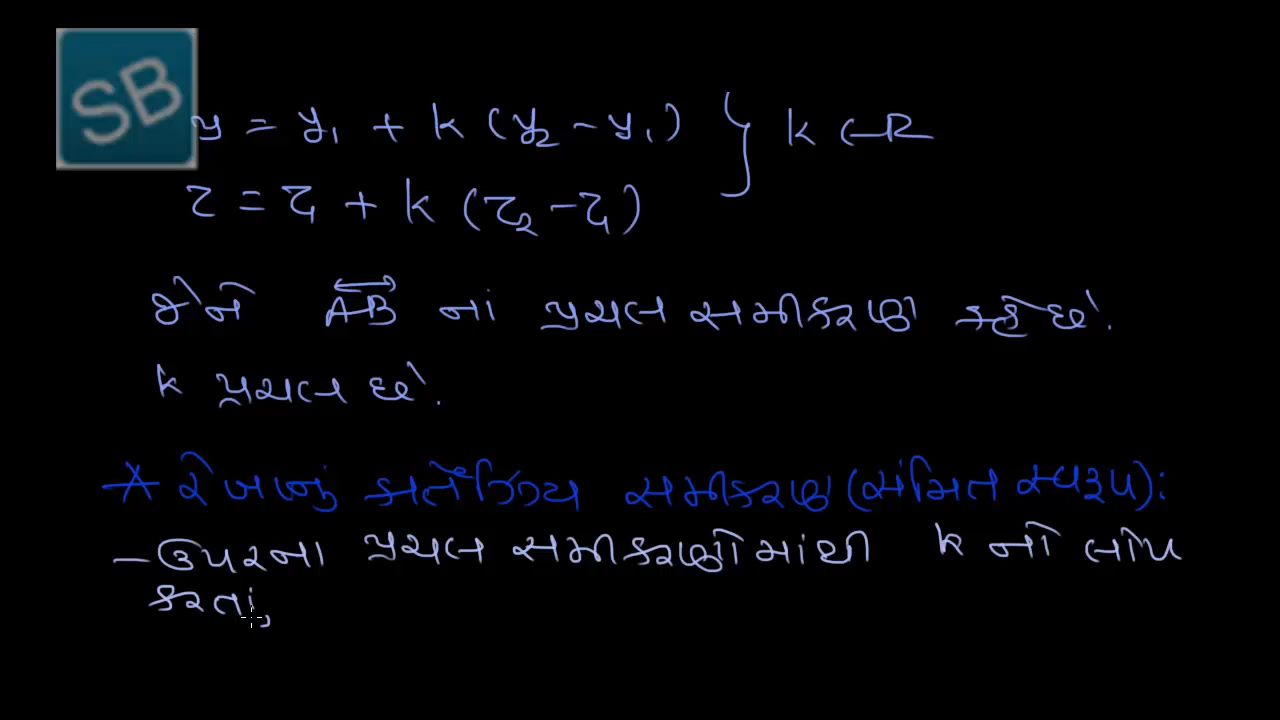 SB
y = y₁ + k (y₂ - y₁) } k ∈ R
z = z₁ + k (z₂ - z₁)
જેને AB નાં પ્રચલ સમીકરણો કહે છે.
k પ્રચલ છે.
* રેખાનું કાર્તેઝિય સમીકરણ (સંમિત સ્વરૂપ) :
- ઉપરના પ્રચલ સમીકરણોમાંથી k નો લોપ
કરતાં,